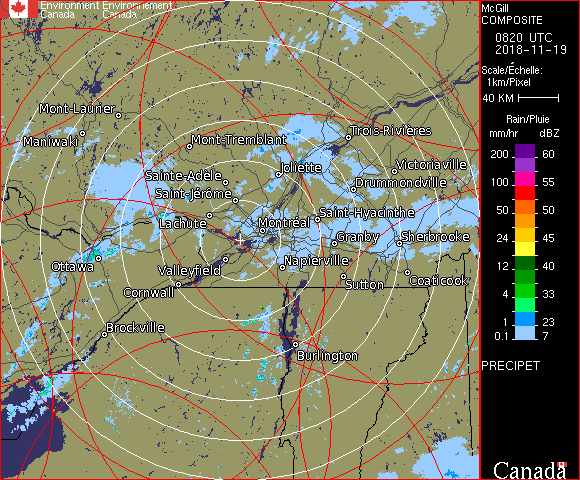 Environment Environnement
Canada Canada
McGill
COMPOSITE
0820 UTC
2018-11-19
Scale/Échelle:
1km/Pixel
40 KM
Rain/Pluie
mm/hr dBZ
200 60
100 55
50 50
24 45
12 40
4 33
1 23
0.1 7
PRECIPET
Canada
Mont-Laurier
Maniwaki
Mont-Tremblant
Trois-Rivières
Joliette
Victoriaville
Sainte-Adèle
Drummondville
Saint-Jérôme
Saint-Hyacinthe
Lachute
Montréal
Granby
Sherbrooke
Ottawa
Valleyfield
Napierville
Cornwall
Sutton
Coaticook
Brockville
Burlington